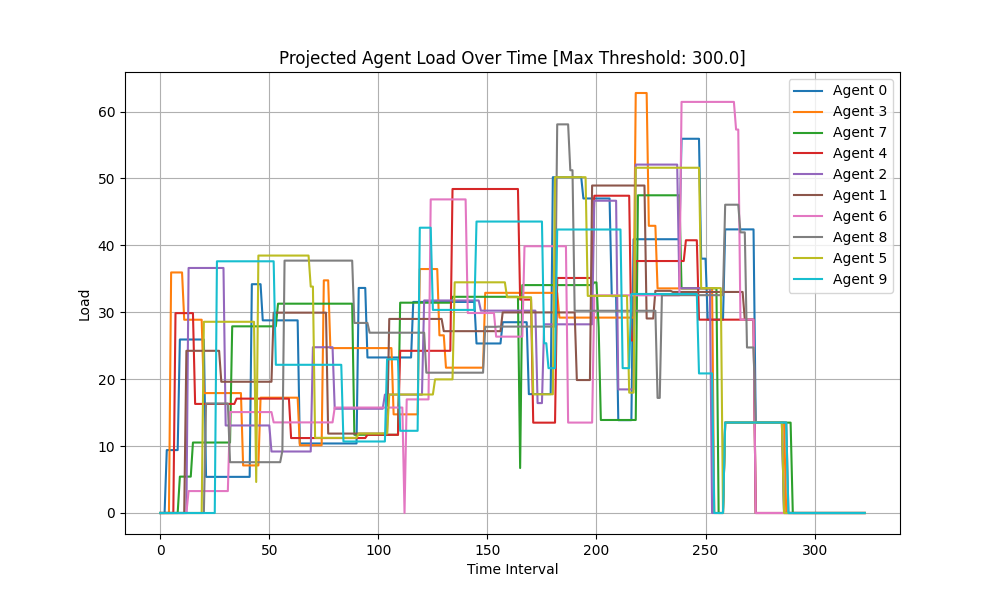 Projected Agent Load Over Time [Max Threshold: 300.0]
Load
60
50
40
30
20
10
0
0 50 100 150 200 250 300
Time Interval
Agent 0
Agent 3
Agent 7
Agent 4
Agent 2
Agent 1
Agent 6
Agent 8
Agent 5
Agent 9